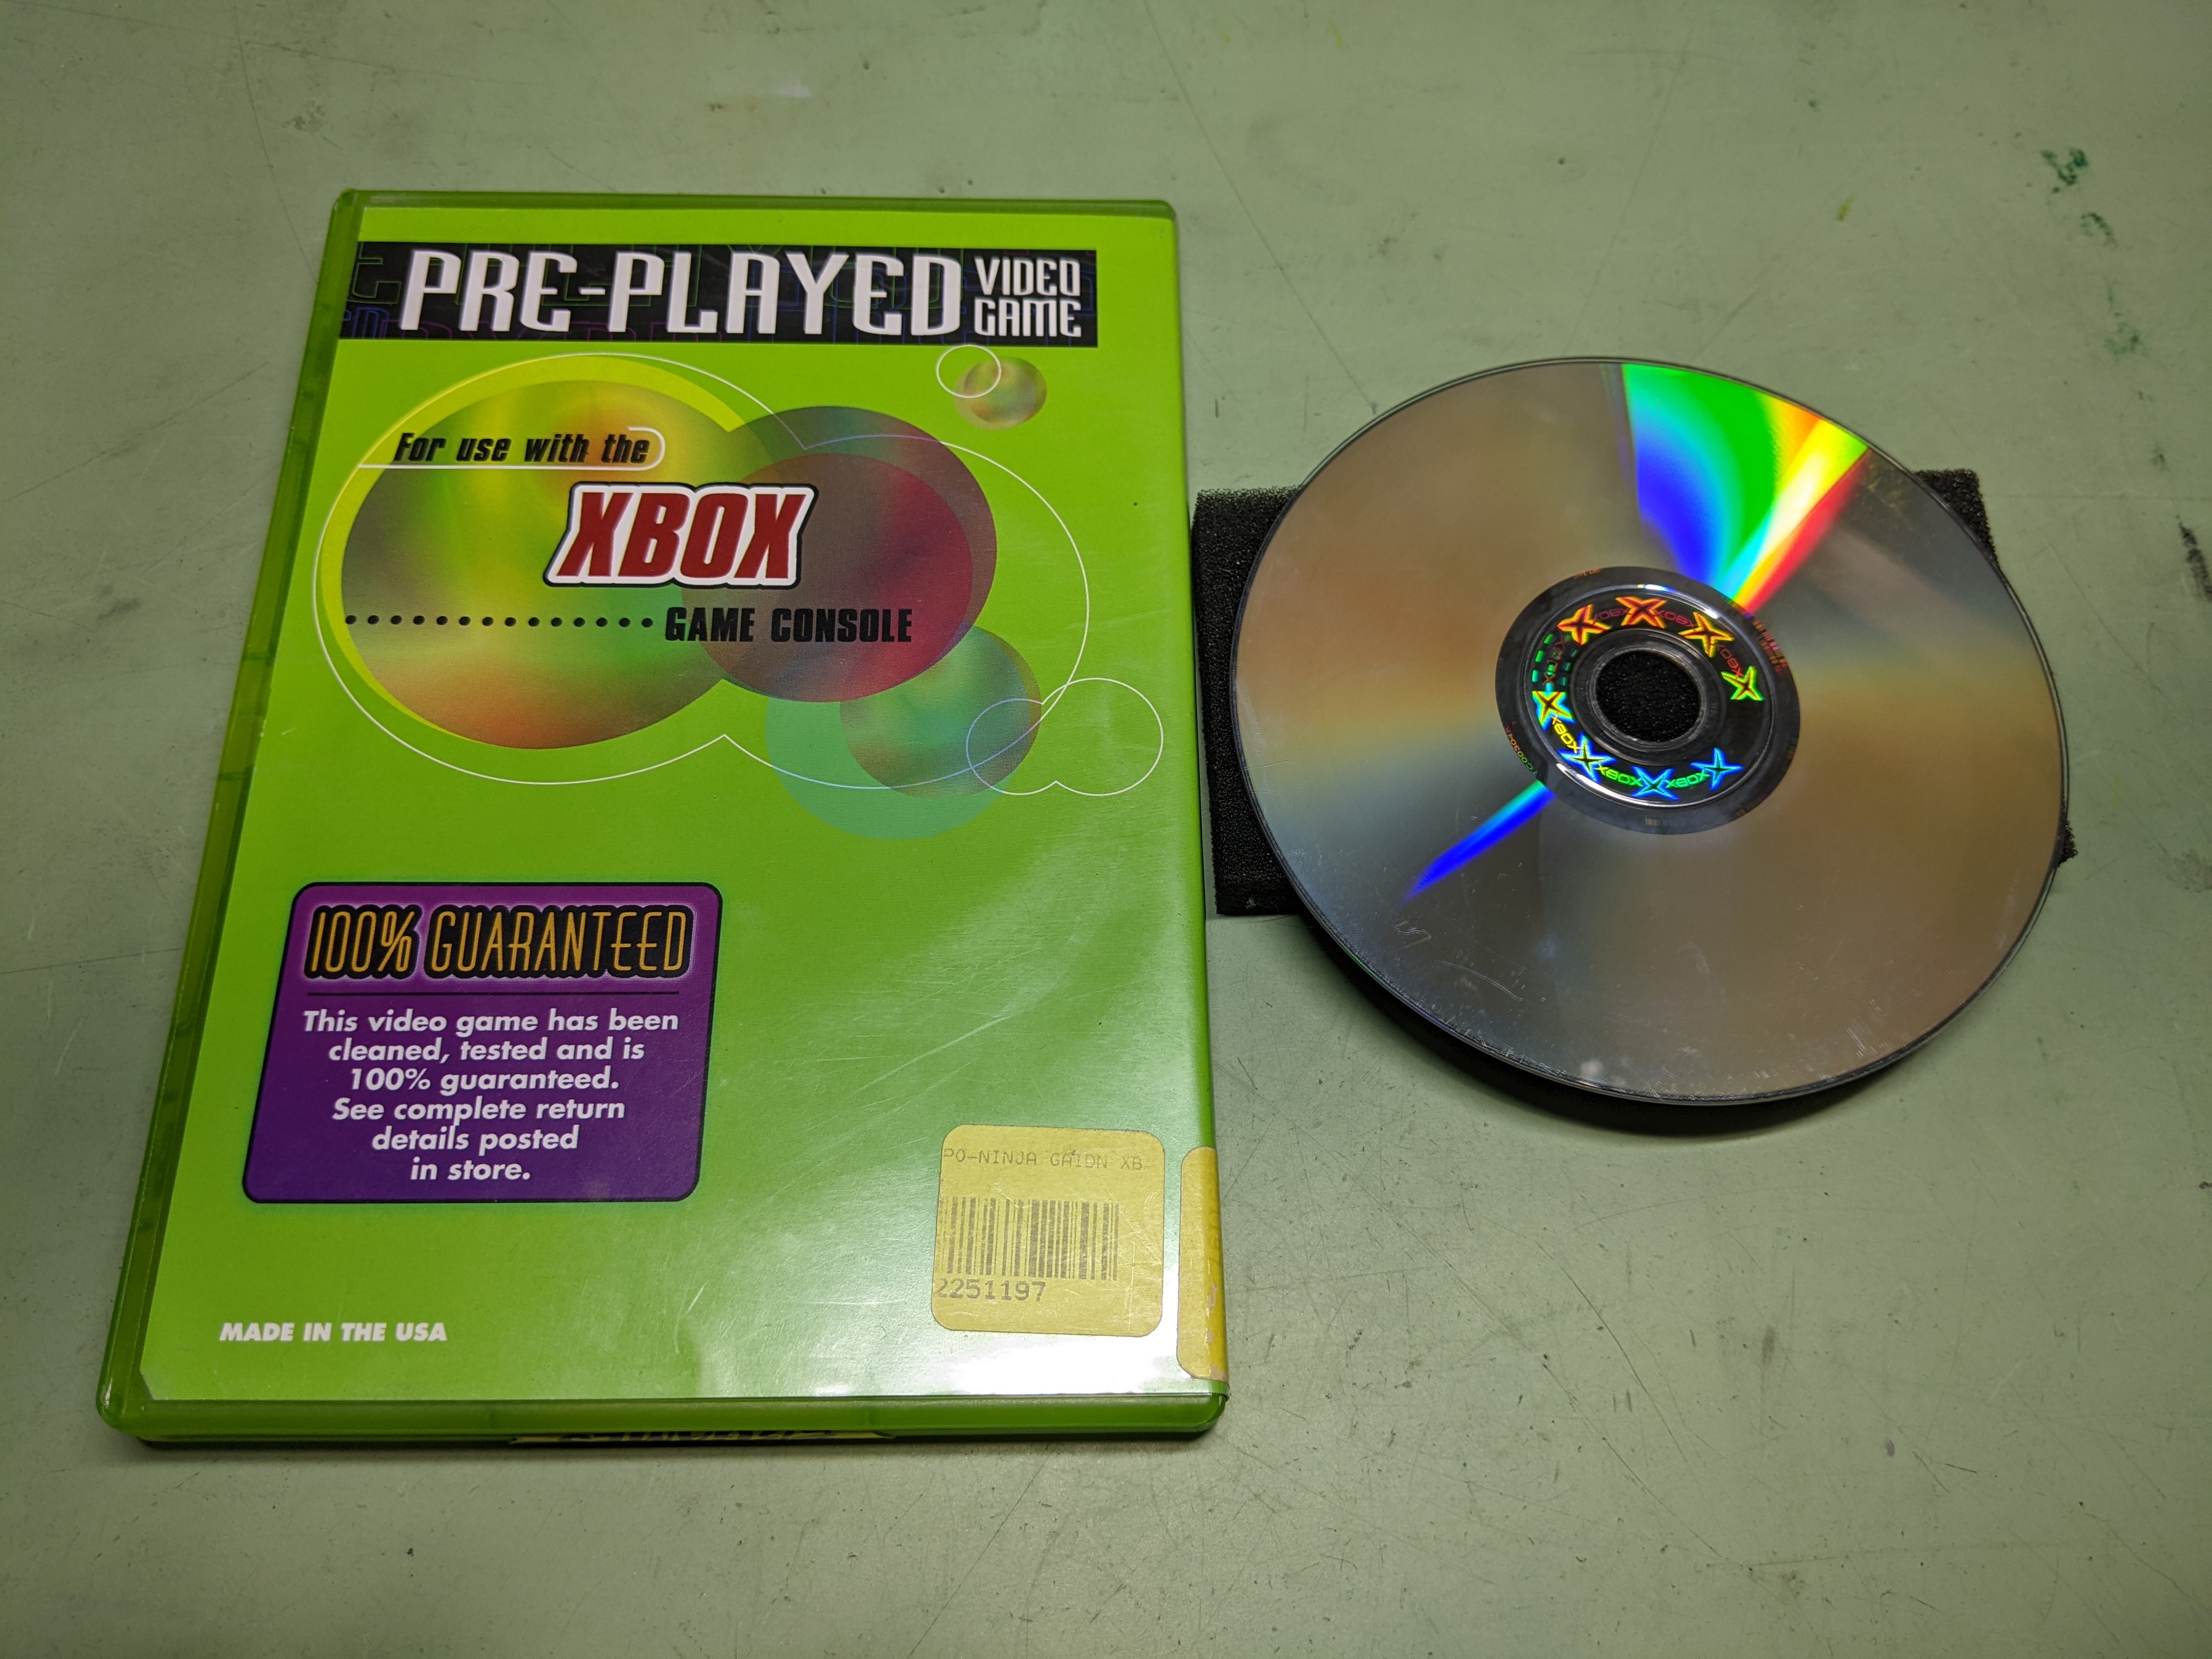 PRE-PLAYED VIDEO GAME
For use with the
XBOX
GAME CONSOLE
100% GUARANTEED
This video game has been
cleaned, tested and is
100% guaranteed.
See complete return
details posted
in store.
PO-NINJA GAIDN XB
2251197
MADE IN THE USA
XBOX XBOX XBOX
XBOX XBOX XBOX